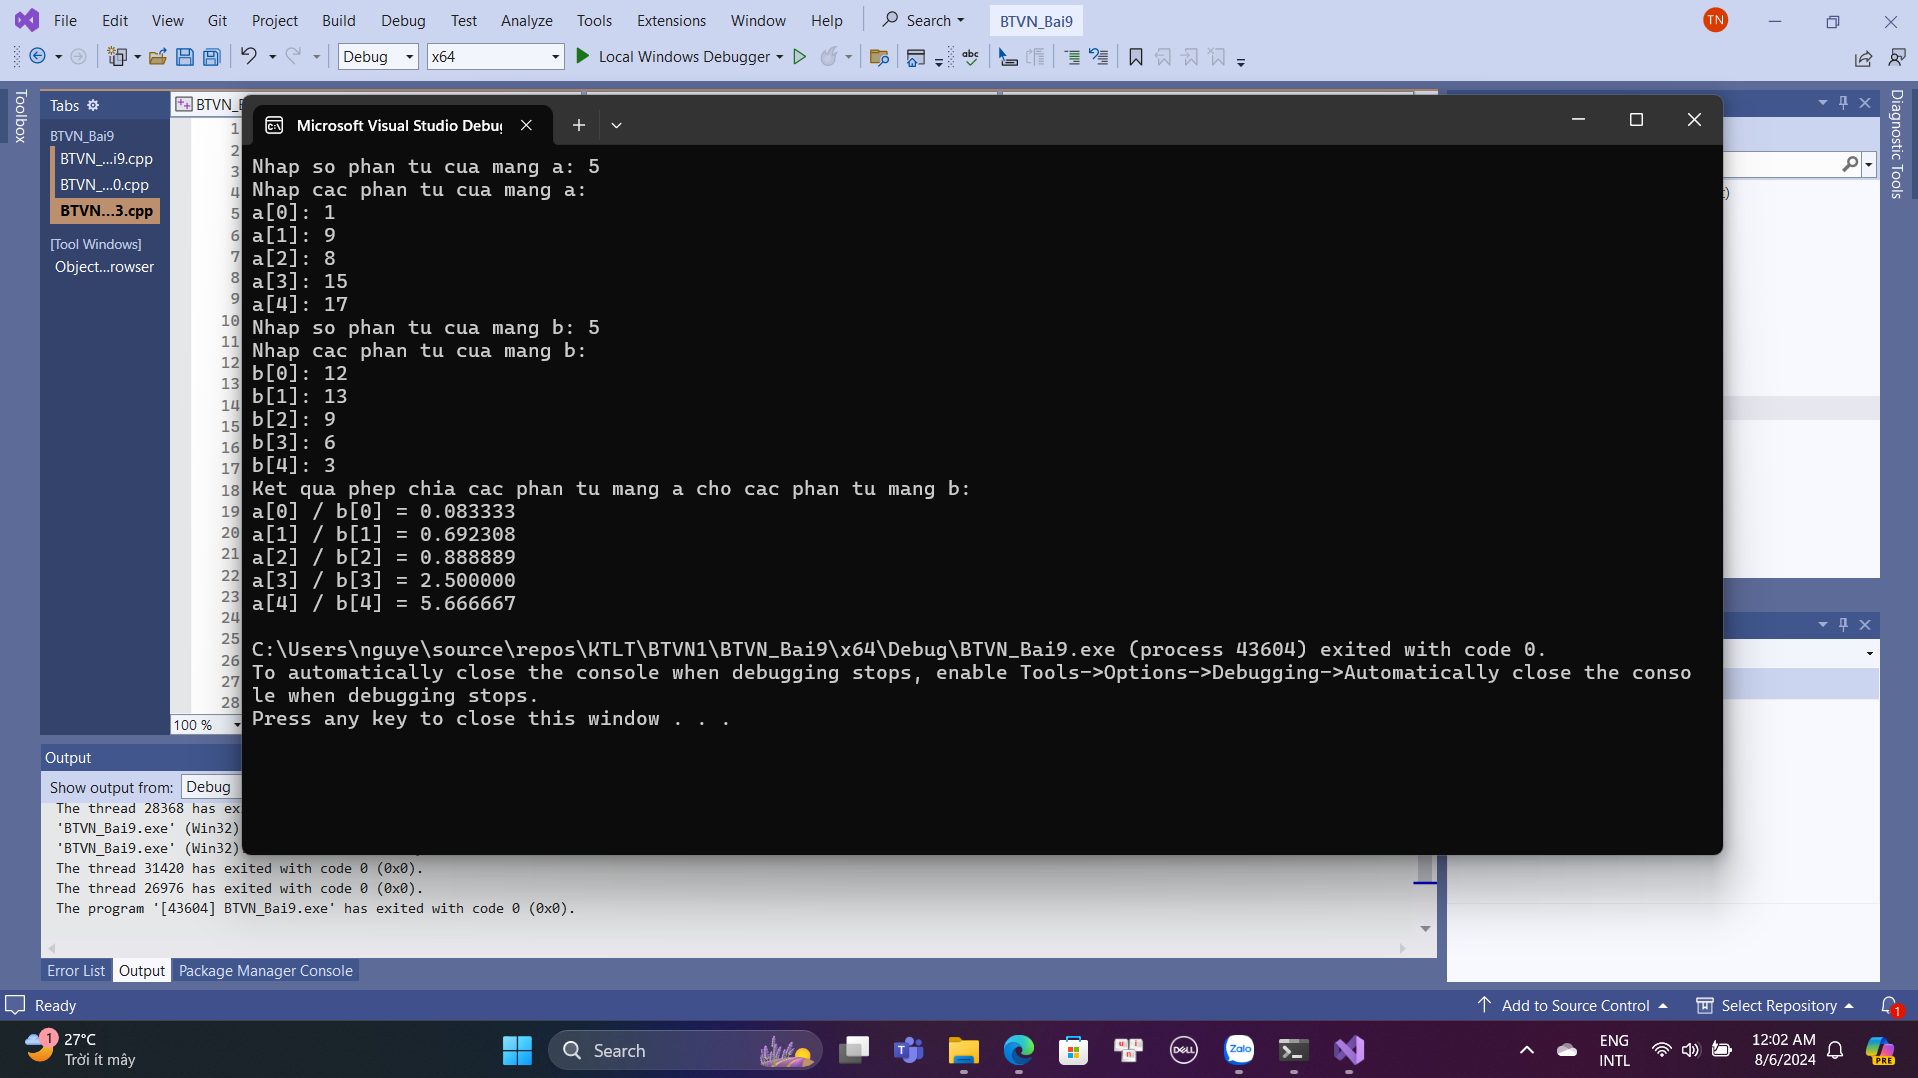 File Edit View Git Project Build Debug Test Analyze Tools Extensions Window Help Search BTVN_Bai9 TN
Debug x64 Local Windows Debugger
Toolbox
Tabs
BTVN_Bai9
BTVN_...i9.cpp
BTVN_...0.cpp
BTVN...3.cpp
[Tool Windows]
Object...rowser
1
2
3
4
5
6
7
8
9
10
11
12
13
14
15
16
17
18
19
20
21
22
23
24
25
26
27
28
100 %
Microsoft Visual Studio Debug
Nhap so phan tu cua mang a: 5
Nhap cac phan tu cua mang a:
a[0]: 1
a[1]: 9
a[2]: 8
a[3]: 15
a[4]: 17
Nhap so phan tu cua mang b: 5
Nhap cac phan tu cua mang b:
b[0]: 12
b[1]: 13
b[2]: 9
b[3]: 6
b[4]: 3
Ket qua phep chia cac phan tu mang a cho cac phan tu mang b:
a[0] / b[0] = 0.083333
a[1] / b[1] = 0.692308
a[2] / b[2] = 0.888889
a[3] / b[3] = 2.500000
a[4] / b[4] = 5.666667
C:\Users\nguye\source\repos\KTLT\BTVN1\BTVN_Bai9\x64\Debug\BTVN_Bai9.exe (process 43604) exited with code 0.
To automatically close the console when debugging stops, enable Tools->Options->Debugging->Automatically close the conso
le when debugging stops.
Press any key to close this window . . .
Diagnostic Tools
Output
Show output from: Debug
The thread 28368 has ex
'BTVN_Bai9.exe' (Win32)
'BTVN_Bai9.exe' (Win32)
The thread 31420 has exited with code 0 (0x0).
The thread 26976 has exited with code 0 (0x0).
The program '[43604] BTVN_Bai9.exe' has exited with code 0 (0x0).
Error List Output Package Manager Console
Ready Add to Source Control Select Repository 1
1 27°C
Trời ít mây
Search
DELL
Zalo
ENG
INTL
12:02 AM
8/6/2024
PRE